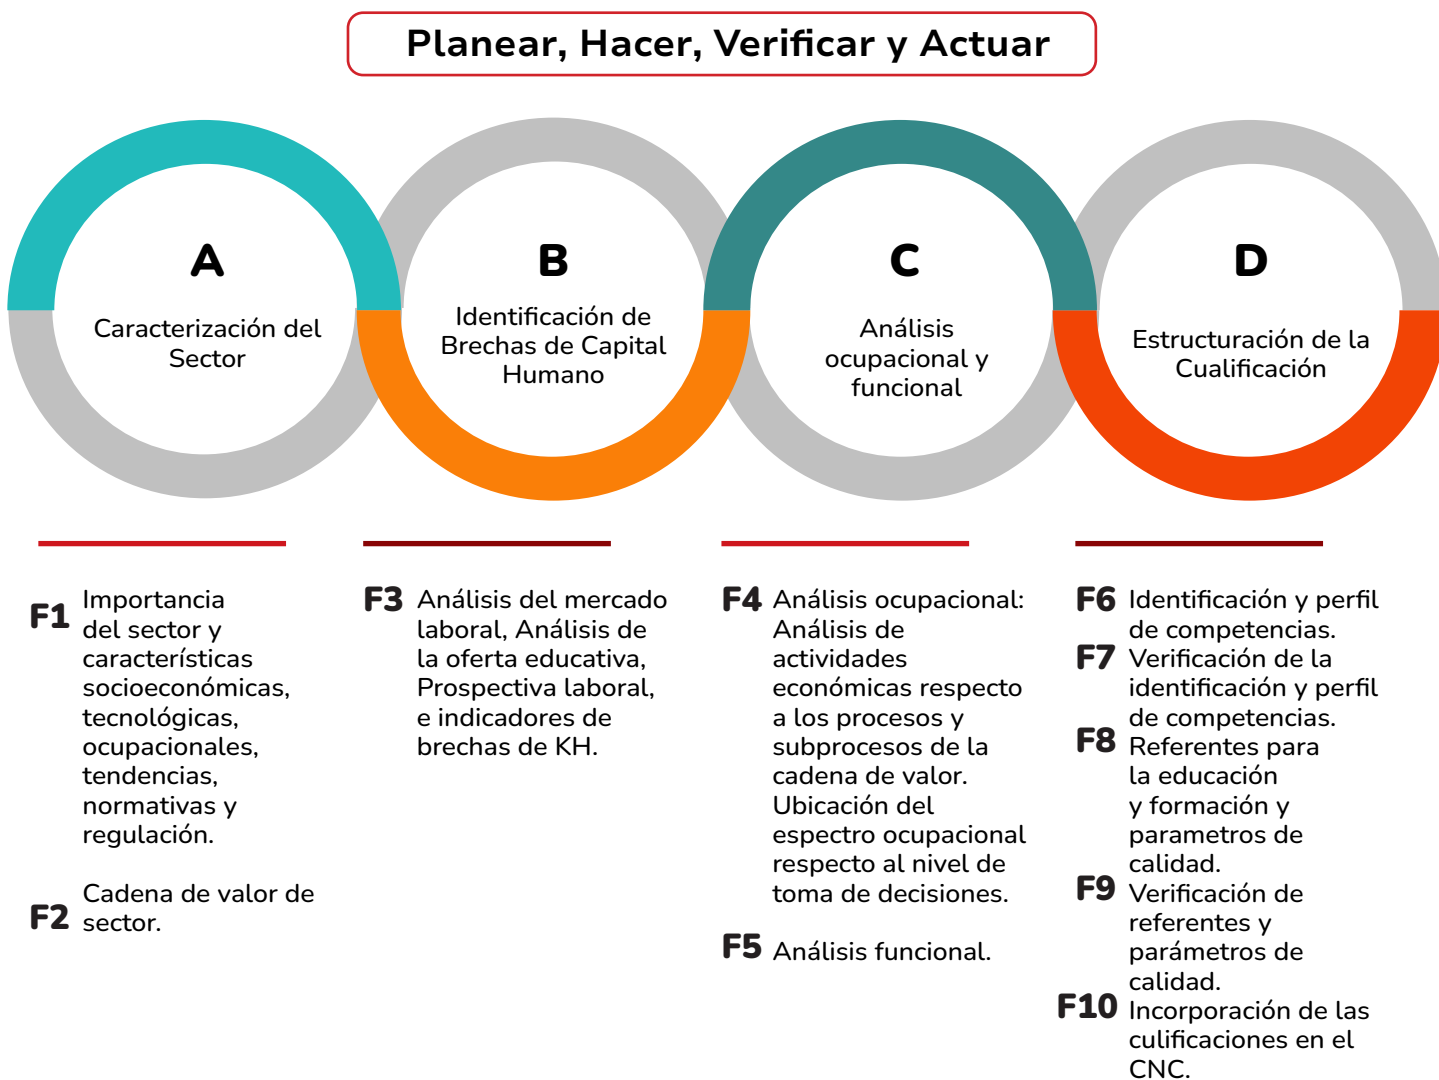 Planear, Hacer, Verificar y Actuar
A
Caracterización del
Sector
B
Identificación de
Brechas de Capital
Humano
C
Análisis
ocupacional y
funcional
D
Estructuración de la
Cualificación
F1 Importancia
del sector y
características
socioeconómicas,
tecnológicas,
ocupacionales,
tendencias,
normativas y
regulación.
F2 Cadena de valor de
sector.
F3 Análisis del mercado
laboral, Análisis de
la oferta educativa,
Prospectiva laboral,
e indicadores de
brechas de KH.
F4 Análisis ocupacional:
Análisis de
actividades
económicas respecto
a los procesos y
subprocesos de la
cadena de valor.
Ubicación del
espectro ocupacional
respecto al nivel de
toma de decisiones.
F5 Análisis funcional.
F6 Identificación y perfil
de competencias.
F7 Verificación de la
identificación y perfil
de competencias.
F8 Referentes para
la educación
y formación y
parametros de
calidad.
F9 Verificación de
referentes y
parámetros de
calidad.
F10 Incorporación de las
culificaciones en el
CNC.